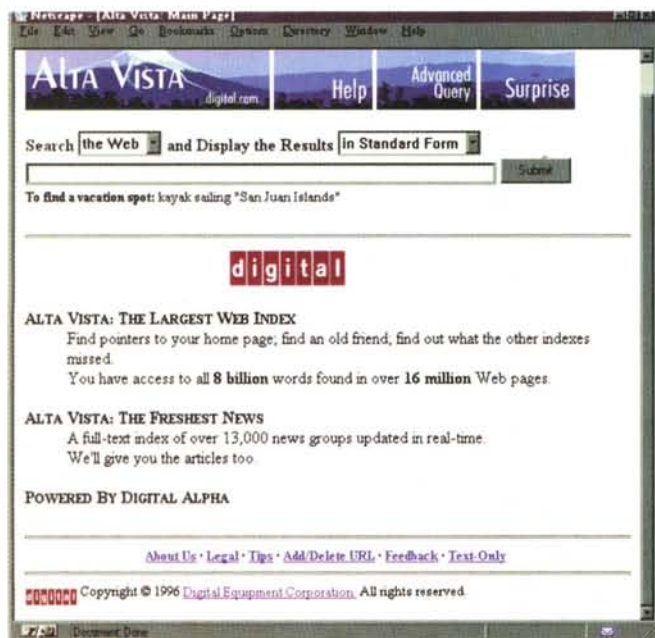 Netscape - [Alta Vista: Main Page]
File Edit View Go Bookmarks Options Directory Window Help
ALTA VISTA
digital.com
Help
Advanced
Query
Surprise
Search the Web and Display the Results in Standard Form
Submit
To find a vacation spot: kayak sailing "San Juan Islands"
digital
ALTA VISTA: THE LARGEST WEB INDEX
Find pointers to your home page; find an old friend; find out what the other indexes
missed.
You have access to all 8 billion words found in over 16 million Web pages.
ALTA VISTA: THE FRESHEST NEWS
A full-text index of over 13,000 news groups updated in real-time.
We'll give you the articles too.
POWERED BY DIGITAL ALPHA
About Us · Legal · Tips · Add/Delete URL · Feedback · Text-Only
digital Copyright © 1996 Digital Equipment Corporation. All rights reserved.
Document: Done